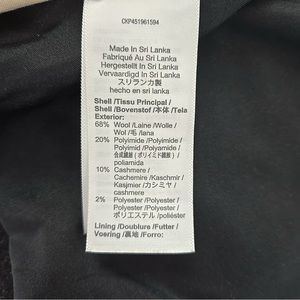 CKP451961594
Made In Sri Lanka
Fabriqué Au Sri Lanka
Hergestellt In Sri Lanka
Vervaardigd In Sri Lanka
スリランカ製
hecho en sri lanka
Shell /Tissu Principal /
Shell /Bovenstof /本体 /Tela
Exterior:
68% Wool /Laine /Wolle /
Wol /毛 /lana
20% Polyimide /Polyimide /
Polyimid /Polyamide /
合成繊維(ポリイミド繊維) /
poliamida
10% Cashmere /
Cachemire /Kaschmir /
Kasjmier /カシミヤ /
cashmere
2% Polyester /Polyester /
Polyester /Polyester /
ポリエステル /poliéster
Lining /Doublure /Futter /
Voering /裏地 /Forro: